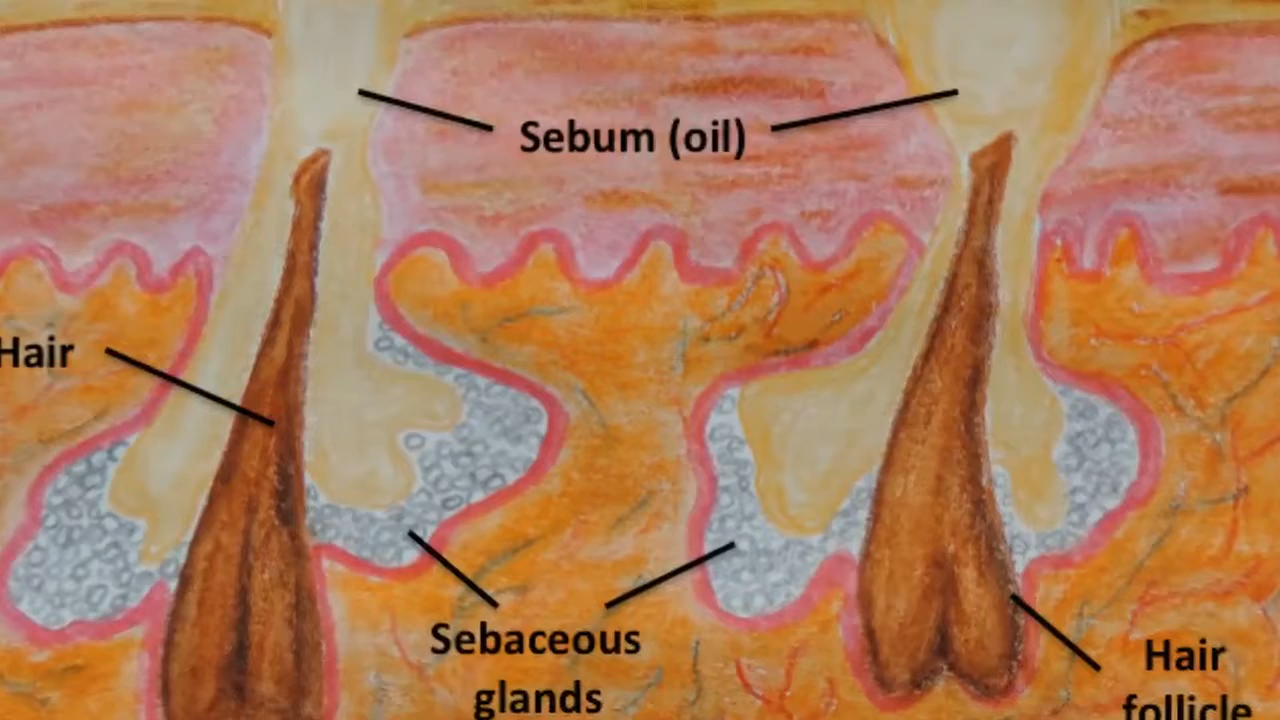 Sebum (oil)
Hair
Sebaceous
glands
Hair
follicle